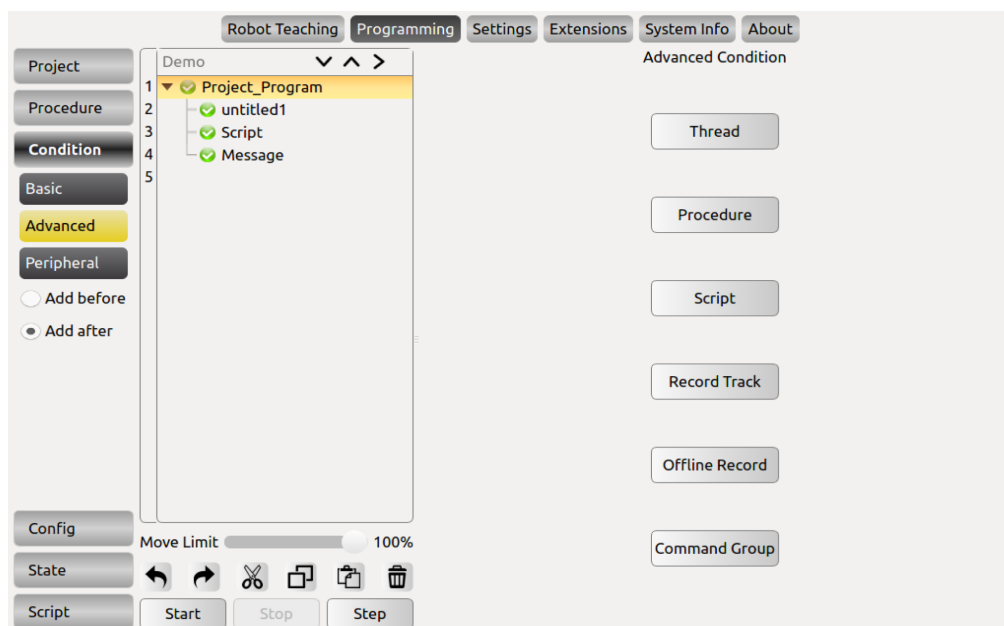 Robot Teaching Programming Settings Extensions System Info About
Project
Procedure
Condition
Basic
Advanced
Peripheral
Add before
Add after
Config
State
Script
Demo
1 Project_Program
2 untitled1
3 Script
4 Message
5
Move Limit 100%
Start Stop Step
Advanced Condition
Thread
Procedure
Script
Record Track
Offline Record
Command Group